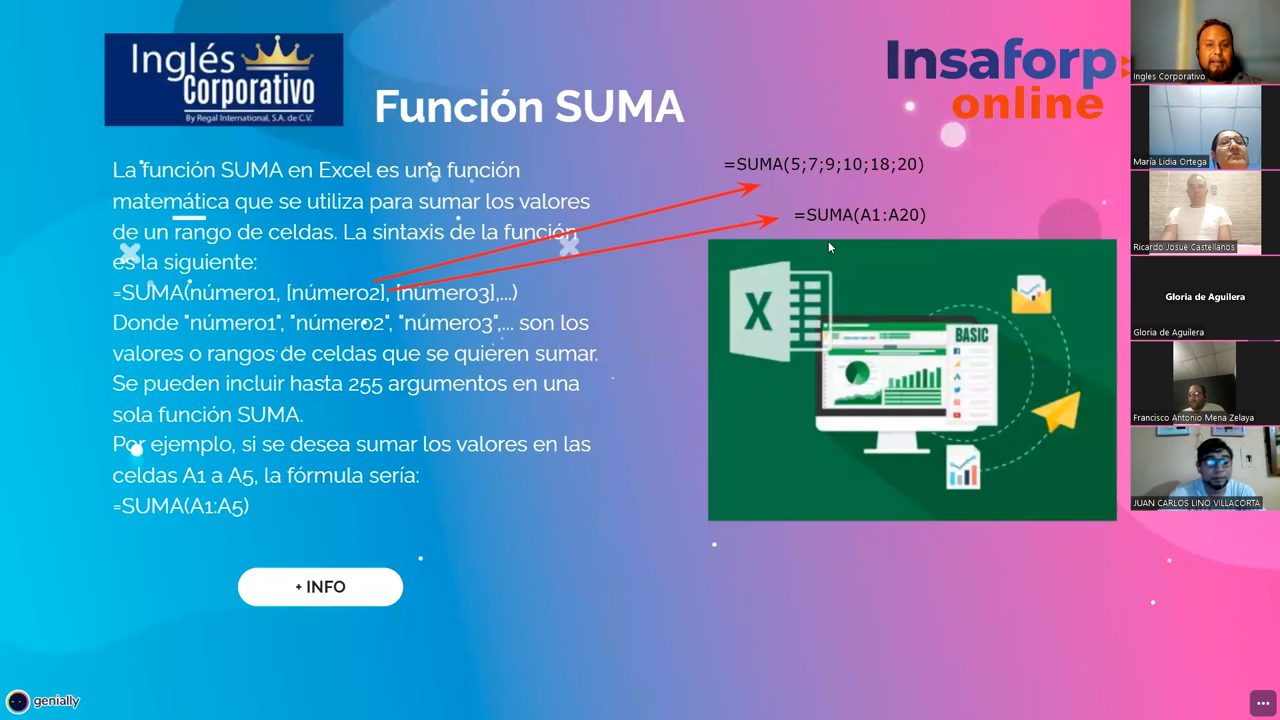 Inglés
Corporativo
By Regal International, S.A. de C.V.
Función SUMA
Insaforp
online
La función SUMA en Excel es una función
matemática que se utiliza para sumar los valores
de un rango de celdas. La sintaxis de la función
es la siguiente:
=SUMA(número1, [número2], [número3],...)
Donde "número1", "número2", "número3",... son los
valores o rangos de celdas que se quieren sumar.
Se pueden incluir hasta 255 argumentos en una
sola función SUMA.
Por ejemplo, si se desea sumar los valores en las
celdas A1 a A5, la fórmula sería:
=SUMA(A1:A5)
+ INFO
=SUMA(5;7;9;10;18;20)
=SUMA(A1:A20)
X
BASIC
Ingles Corporativo
María Lidia Ortega
Ricardo Josue Castellanos
Gloria de Aguilera
Gloria de Aguilera
Francisco Antonio Mena Zelaya
JUAN CARLOS LINO VILLACORTA
genially